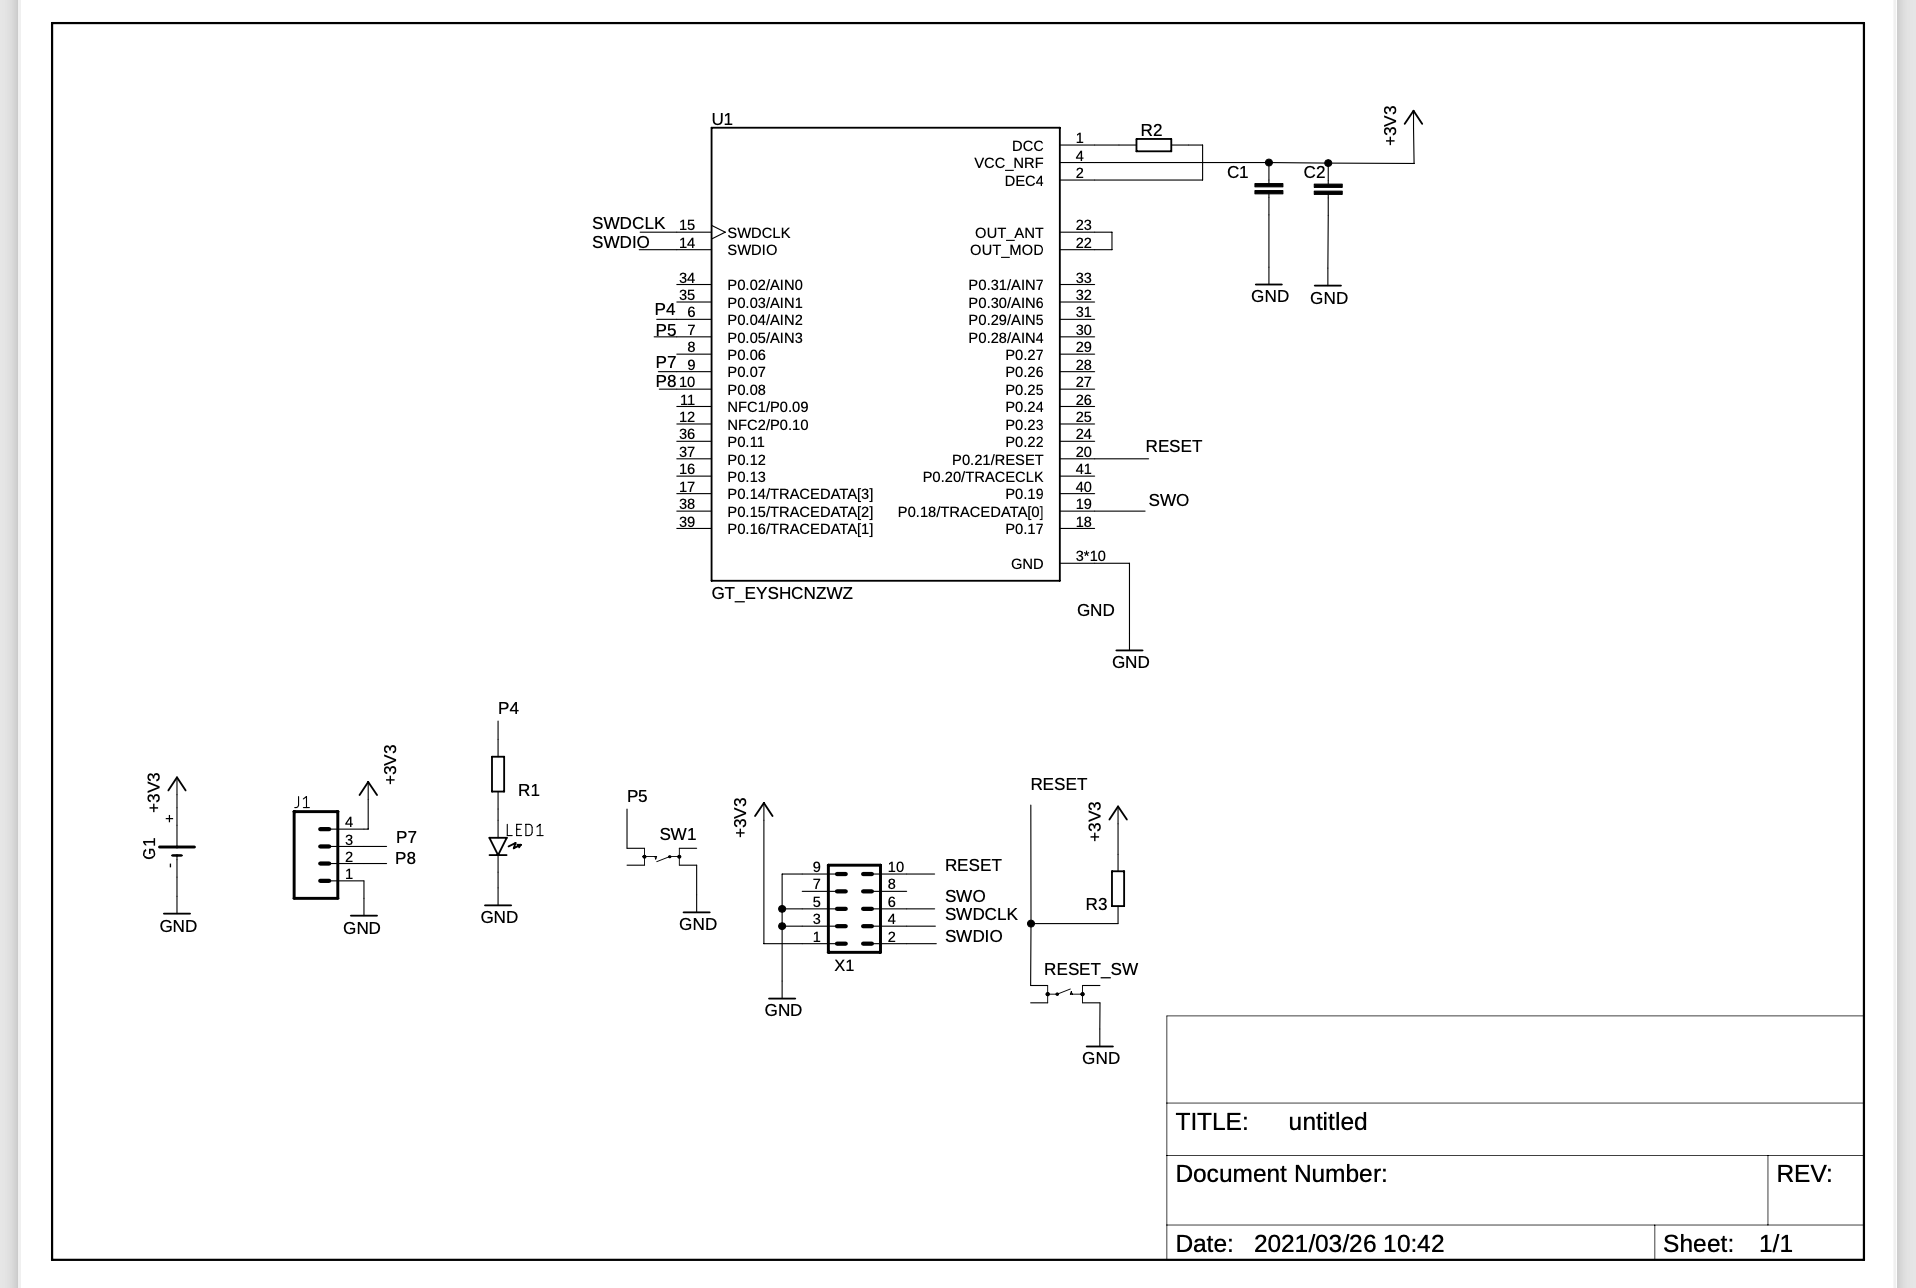 U1
DCC 1 R2
VCC_NRF 4
DEC4 2
C1 C2 +3V3
SWDCLK 15 SWDCLK OUT_ANT 23
SWDIO 14 SWDIO OUT_MOD 22
34 P0.02/AIN0 P0.31/AIN7 33
35 P0.03/AIN1 P0.30/AIN6 32
P4 6 P0.04/AIN2 P0.29/AIN5 31
P5 7 P0.05/AIN3 P0.28/AIN4 30
8 P0.06 P0.27 29
P7 9 P0.07 P0.26 28
P8 10 P0.08 P0.25 27
11 NFC1/P0.09 P0.24 26
12 NFC2/P0.10 P0.23 25
36 P0.11 P0.22 24
37 P0.12 P0.21/RESET 20 RESET
16 P0.13 P0.20/TRACECLK 41
17 P0.14/TRACEDATA[3] P0.19 40
38 P0.15/TRACEDATA[2] P0.18/TRACEDATA[0] 19 SWO
39 P0.16/TRACEDATA[1] P0.17 18
GND 3*10
GT_EYSHCNZWZ
GND
GND
GND GND
+3V3
+
G1
-
GND
J1
+3V3
4
3 P7
2 P8
1
GND
P4
R1
LED1
GND
P5
SW1
GND
+3V3
9 10 RESET
7 8
5 6 SWO
3 4 SWDCLK
1 2 SWDIO
X1
GND
RESET
+3V3
R3
RESET_SW
GND
TITLE: untitled
Document Number:
REV:
Date: 2021/03/26 10:42
Sheet: 1/1